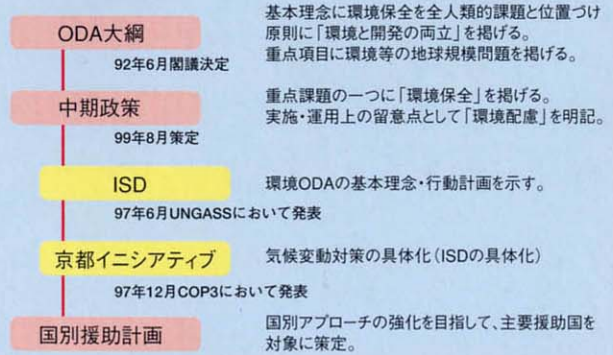 ODA大綱
92年6月閣議決定
基本理念に環境保全を全人類的課題と位置づけ
原則に「環境と開発の両立」を掲げる。
重点項目に環境等の地球規模問題を掲げる。
中期政策
99年8月策定
重点課題の一つに「環境保全」を掲げる。
実施・運用上の留意点として「環境配慮」を明記。
ISD
97年6月UNGASSにおいて発表
環境ODAの基本理念・行動計画を示す。
京都イニシアティブ
97年12月COP3において発表
気候変動対策の具体化(ISDの具体化)
国別援助計画
国別アプローチの強化を目指して、主要援助国を
対象に策定。